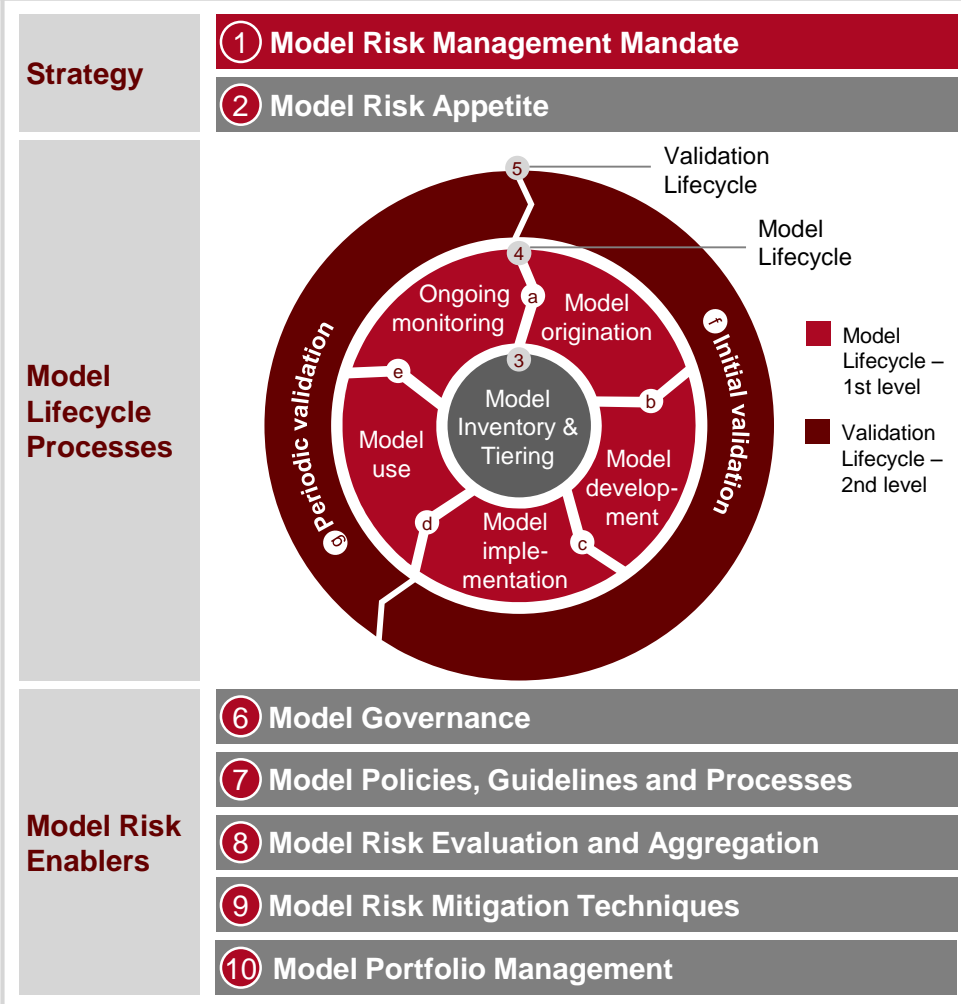 Strategy
1 Model Risk Management Mandate
2 Model Risk Appetite
Model
Lifecycle
Processes
5
Validation
Lifecycle
4
Model
Lifecycle
a
Model
origination
b
Model
develop-
ment
c
Model
imple-
mentation
d
Model
use
e
Ongoing
monitoring
3
Model
Inventory &
Tiering
f Initial validation
g Periodic validation
Model
Lifecycle –
1st level
Validation
Lifecycle –
2nd level
Model Risk
Enablers
6 Model Governance
7 Model Policies, Guidelines and Processes
8 Model Risk Evaluation and Aggregation
9 Model Risk Mitigation Techniques
10 Model Portfolio Management